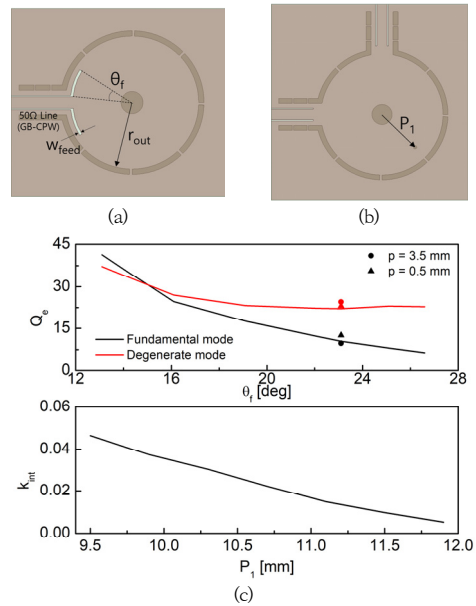 θf
50Ω Line
(GB-CPW)
Wfeed
rout
(a)
P1
(b)
45
30
15
0
Qe
p = 3.5 mm
p = 0.5 mm
Fundamental mode
Degenerate mode
12 16 20 24 28
θf [deg]
0.06
0.04
0.02
0.00
kint
9.5 10.0 10.5 11.0 11.5 12.0
P1 [mm]
(c)